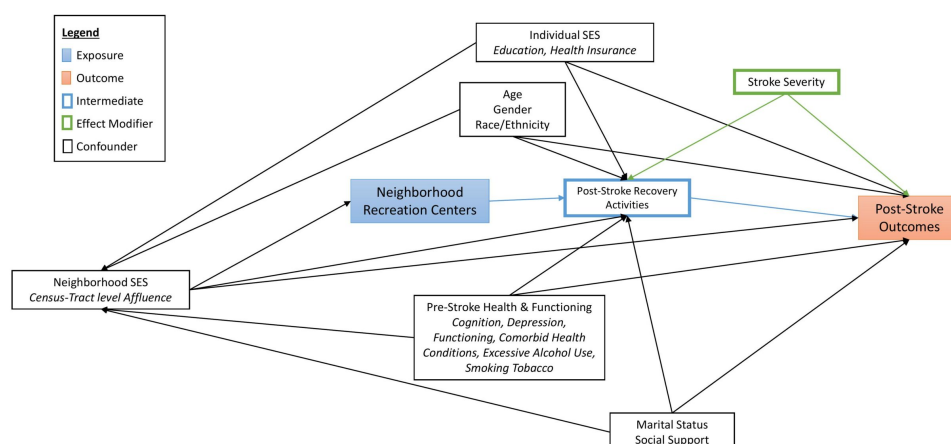 Legend
Exposure
Outcome
Intermediate
Effect Modifier
Confounder
Individual SES
Education, Health Insurance
Stroke Severity
Age
Gender
Race/Ethnicity
Neighborhood
Recreation Centers
Post-Stroke Recovery
Activities
Post-Stroke
Outcomes
Neighborhood SES
Census-Tract level Affluence
Pre-Stroke Health & Functioning
Cognition, Depression,
Functioning, Comorbid Health
Conditions, Excessive Alcohol Use,
Smoking Tobacco
Marital Status
Social Support